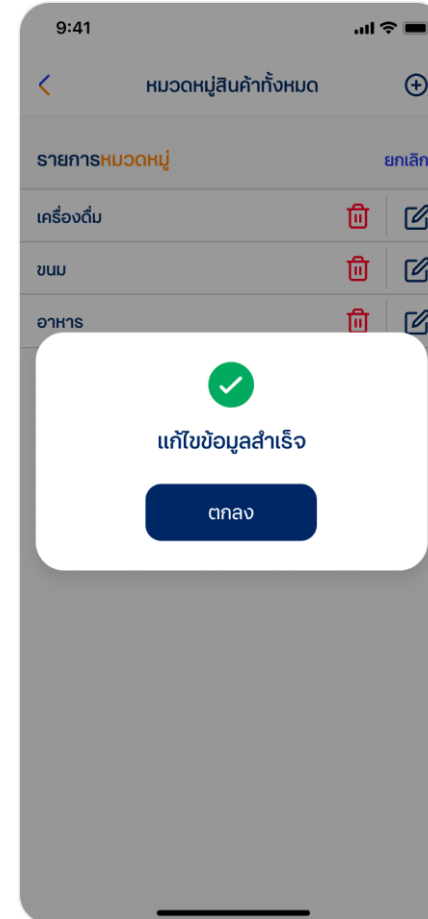 9:41
หมวดหมู่สินค้าทั้งหมด
รายการหมวดหมู่ ยกเลิก
เครื่องดื่ม
ขนม
อาหาร
แก้ไขข้อมูลสำเร็จ
ตกลง